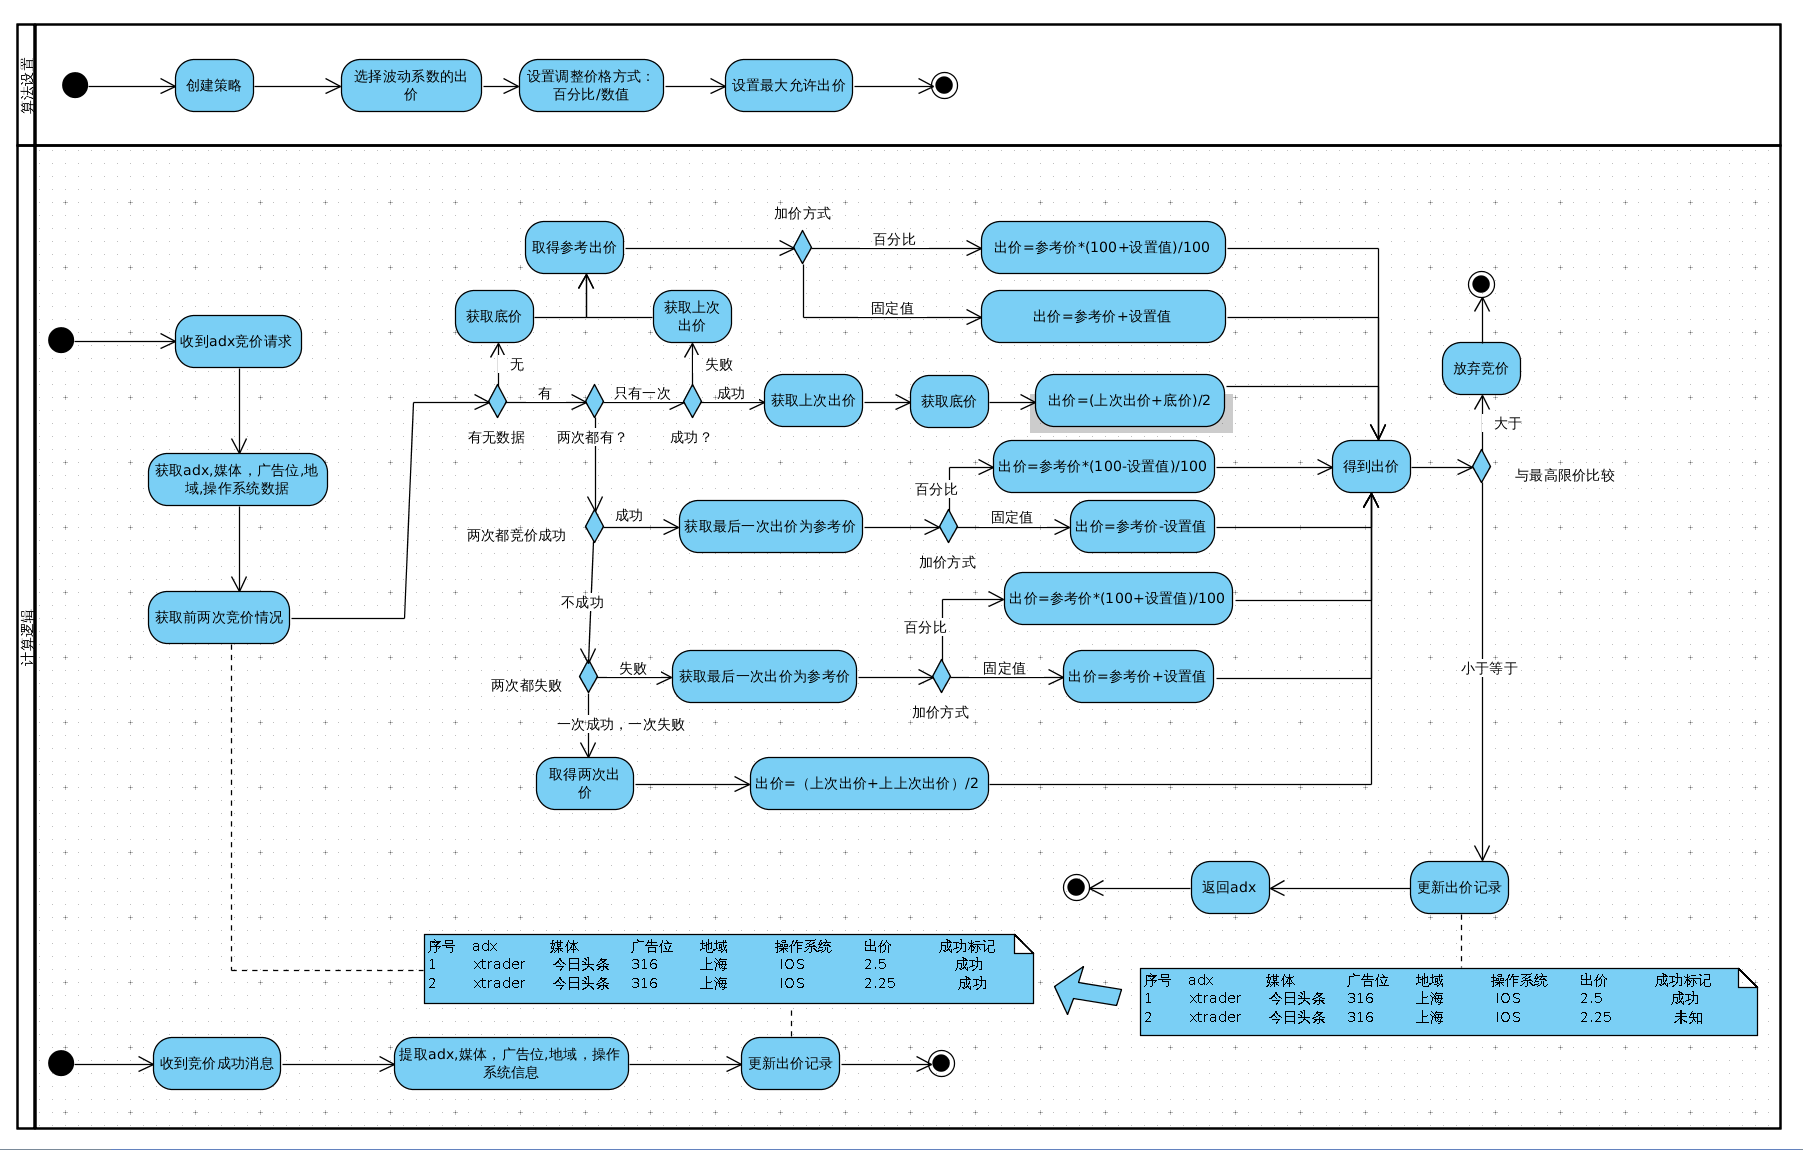 算法设置
创建策略
选择波动系数的出
价
设置调整价格方式：
百分比/数值
设置最大允许出价
计算逻辑
加价方式
取得参考出价
百分比
出价=参考价*(100+设置值)/100
获取底价
获取上次
出价
固定值
出价=参考价+设置值
收到adx竞价请求
无
失败
放弃竞价
有
只有一次
成功
获取上次出价
获取底价
出价=(上次出价+底价)/2
大于
有无数据
两次都有？
成功？
获取adx,媒体，广告位,地
域,操作系统数据
出价=参考价*(100-设置值)/100
得到出价
与最高限价比较
百分比
成功
两次都竞价成功
获取最后一次出价为参考价
固定值
出价=参考价-设置值
加价方式
不成功
获取前两次竞价情况
出价=参考价*(100+设置值)/100
百分比
失败
两次都失败
获取最后一次出价为参考价
固定值
出价=参考价+设置值
小于等于
加价方式
一次成功，一次失败
取得两次出
价
出价=（上次出价+上上次出价）/2
返回adx
更新出价记录
序号 adx 媒体 广告位 地域 操作系统 出价 成功标记
1 xtrader 今日头条 316 上海 IOS 2.5 成功
2 xtrader 今日头条 316 上海 IOS 2.25 成功
序号 adx 媒体 广告位 地域 操作系统 出价 成功标记
1 xtrader 今日头条 316 上海 IOS 2.5 成功
2 xtrader 今日头条 316 上海 IOS 2.25 未知
收到竞价成功消息
提取adx,媒体，广告位,地域，操作
系统信息
更新出价记录